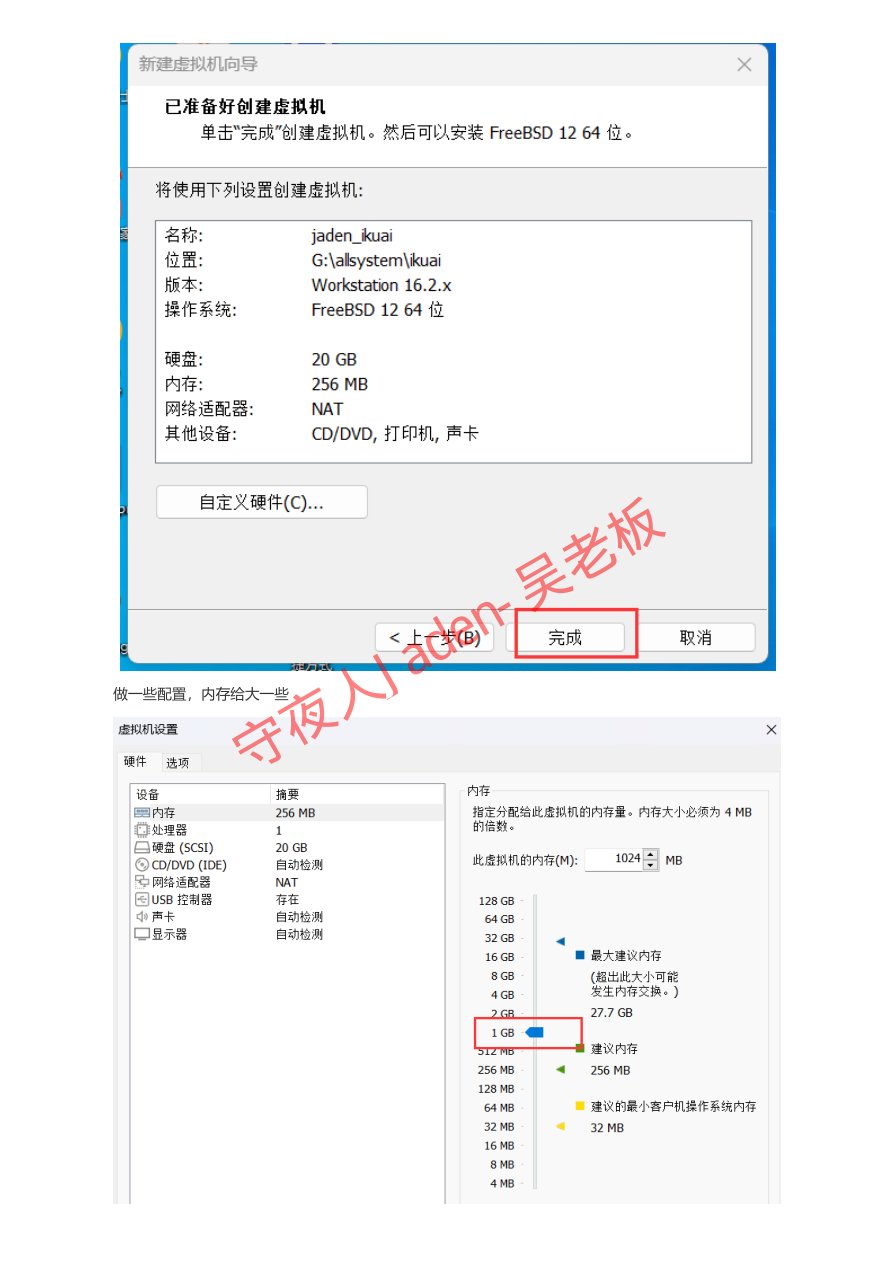 新建虚拟机向导
已准备好创建虚拟机
单击“完成”创建虚拟机。然后可以安装 FreeBSD 12 64 位。
将使用下列设置创建虚拟机:
名称: jaden_ikuai
位置: G:\allsystem\ikuai
版本: Workstation 16.2.x
操作系统: FreeBSD 12 64 位
硬盘: 20 GB
内存: 256 MB
网络适配器: NAT
其他设备: CD/DVD, 打印机, 声卡
自定义硬件(C)...
< 上一步(B) 完成 取消
守夜人Jaden-吴老板
做一些配置，内存给大一些
虚拟机设置
硬件 选项
设备 摘要
内存 256 MB
处理器 1
硬盘 (SCSI) 20 GB
CD/DVD (IDE) 自动检测
网络适配器 NAT
USB 控制器 存在
声卡 自动检测
显示器 自动检测
内存
指定分配给此虚拟机的内存量。内存大小必须为 4 MB
的倍数。
此虚拟机的内存(M): 1024 MB
128 GB
64 GB
32 GB
16 GB
8 GB
4 GB
2 GB
1 GB
512 MB
256 MB
128 MB
64 MB
32 MB
16 MB
8 MB
4 MB
最大建议内存
(超出此大小可能
发生内存交换。)
27.7 GB
建议内存
256 MB
建议的最小客户机操作系统内存
32 MB